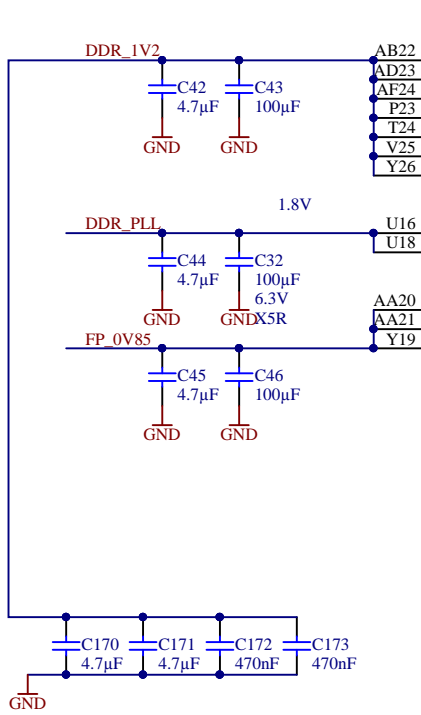 DDR_1V2
AB22
AD23
AF24
P23
T24
V25
Y26
C42
4.7µF
GND
C43
100µF
GND
1.8V
DDR_PLL
U16
U18
C44
4.7µF
GND
C32
100µF
6.3V
X5R
GND
AA20
AA21
Y19
FP_0V85
C45
4.7µF
GND
C46
100µF
GND
C170
4.7µF
C171
4.7µF
C172
470nF
C173
470nF
GND